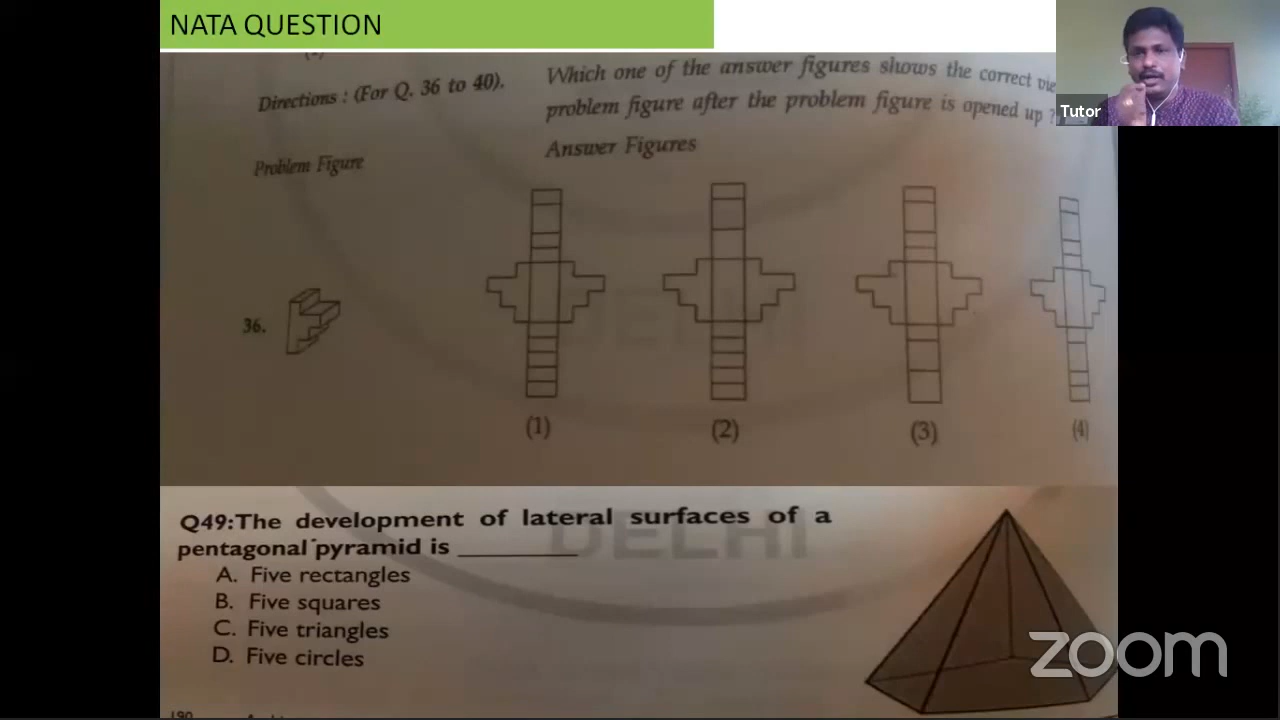 NATA QUESTION
Tutor
Directions : (For Q. 36 to 40).
Which one of the answer figures shows the correct
problem figure after the problem figure is opened up ?
Problem Figure
Answer Figures
36.
(1)
(2)
(3)
(4)
Q49:The development of lateral surfaces of a
pentagonal pyramid is __________
A. Five rectangles
B. Five squares
C. Five triangles
D. Five circles
DELHI
zoom